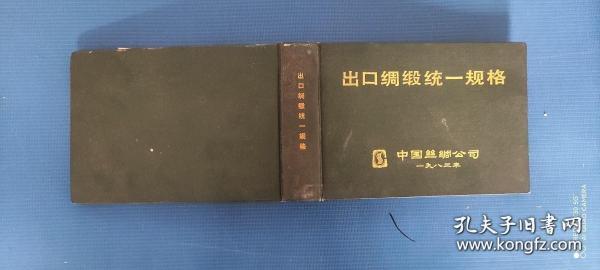 出口绸缎统一规格
出口绸缎统一规格
中国丝绸公司
一九八三年
孔夫子旧书网
www.kongfz.com